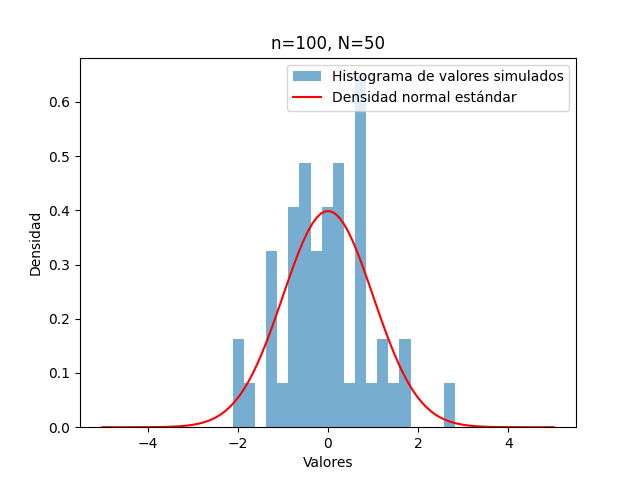 n=100, N=50
Histograma de valores simulados
Densidad normal estándar
Densidad
0.6
0.5
0.4
0.3
0.2
0.1
0.0
−4
−2
0
2
4
Valores